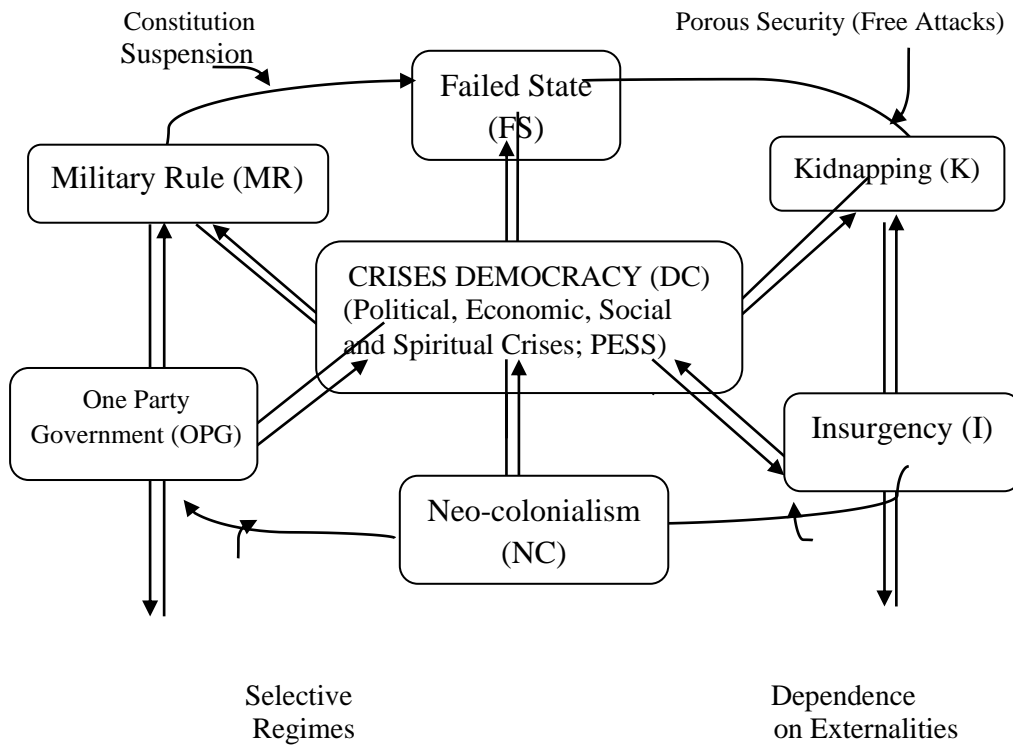 Constitution
Suspension
Porous Security (Free Attacks)
Failed State
(FS)
Military Rule (MR)
Kidnapping (K)
CRISES DEMOCRACY (DC)
(Political, Economic, Social
and Spiritual Crises; PESS)
One Party
Government (OPG)
Insurgency (I)
Neo-colonialism
(NC)
Selective
Regimes
Dependence
on Externalities